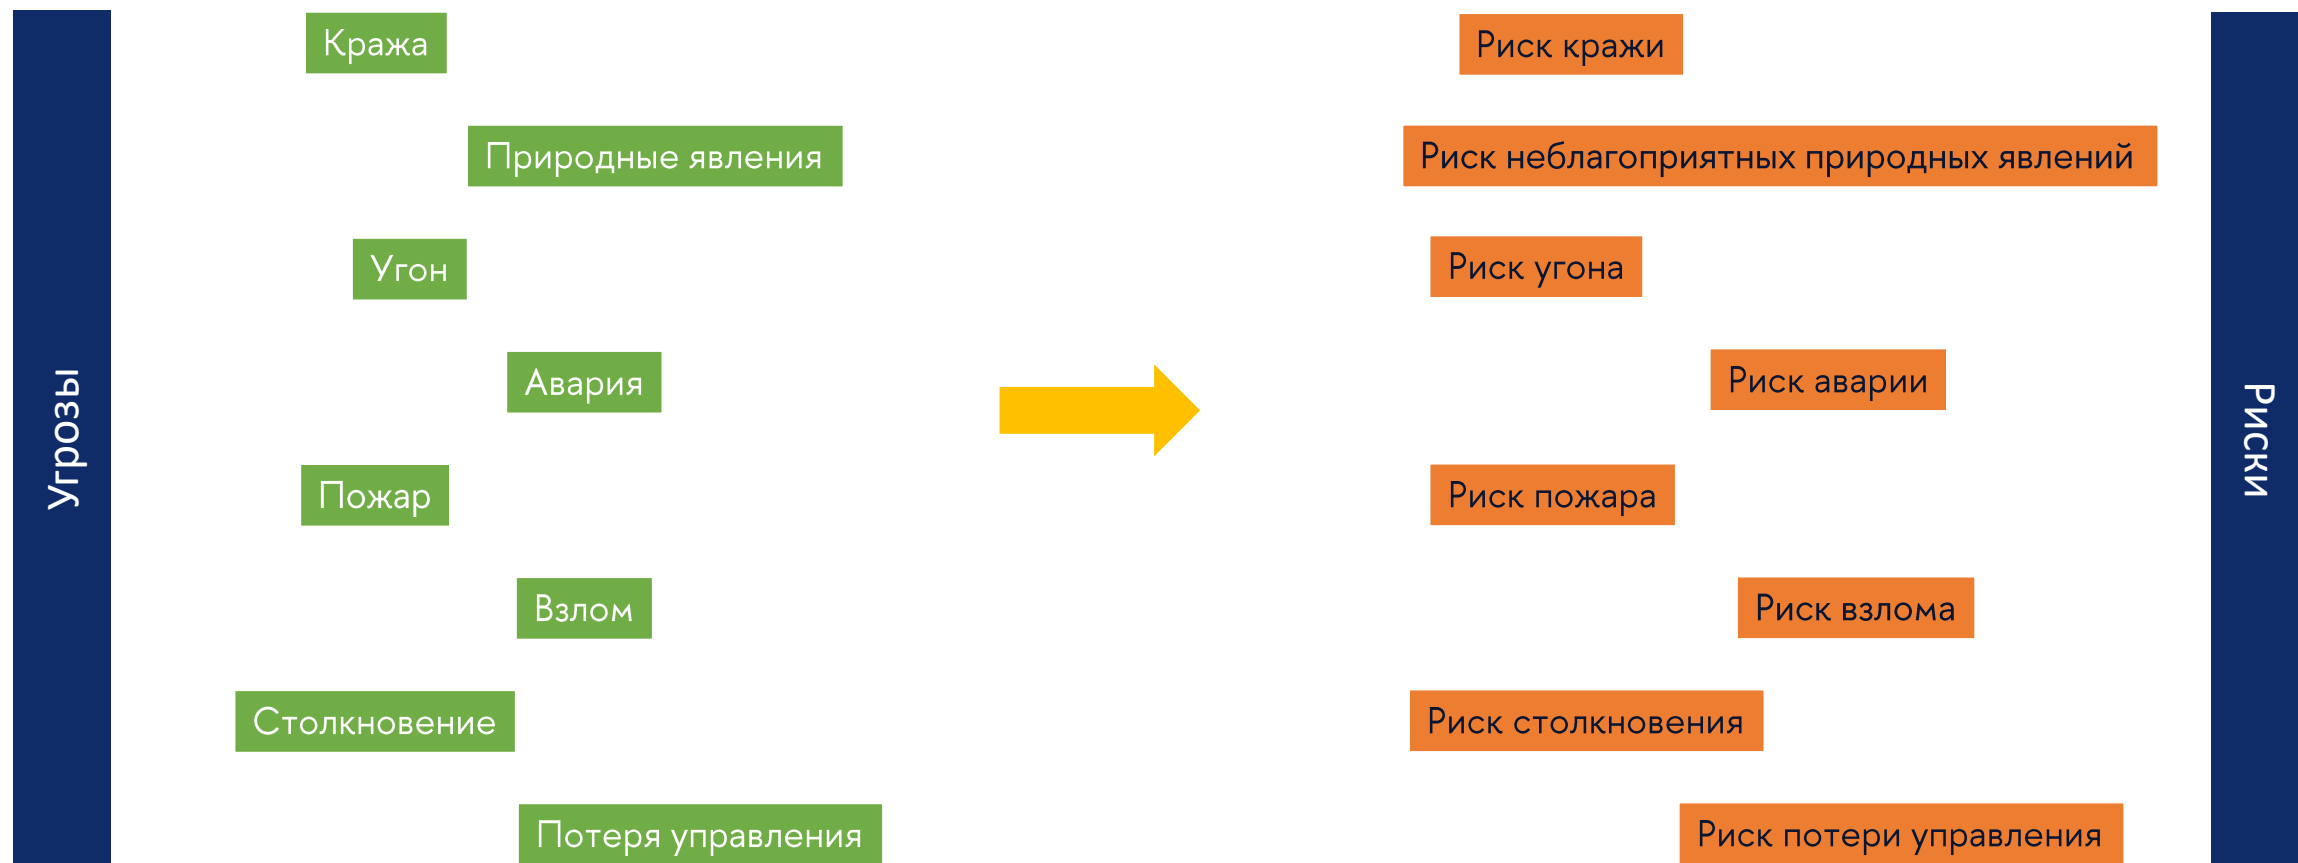 Угрозы
Кража
Природные явления
Угон
Авария
Пожар
Взлом
Столкновение
Потеря управления
Риск кражи
Риск неблагоприятных природных явлений
Риск угона
Риск аварии
Риск пожара
Риск взлома
Риск столкновения
Риск потери управления
Риски